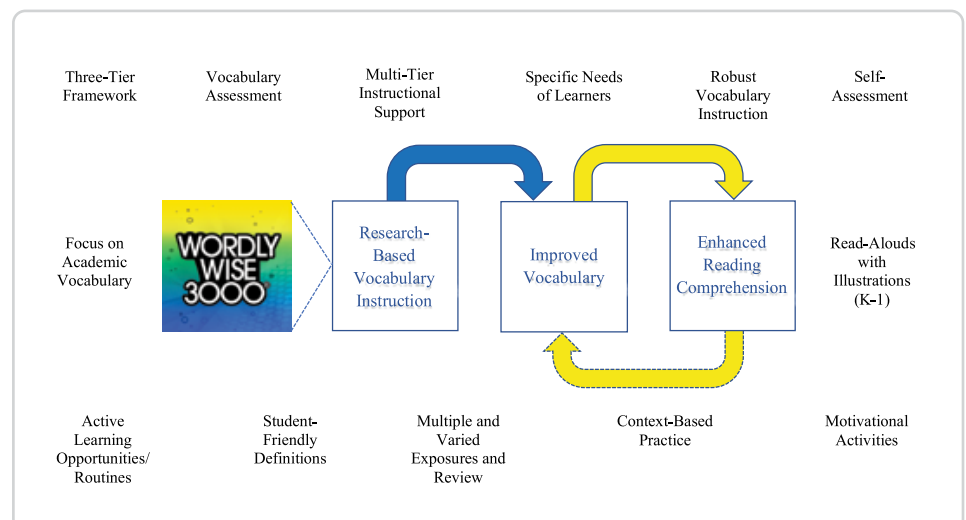 Three-Tier
Framework
Vocabulary
Assessment
Multi-Tier
Instructional
Support
Specific Needs
of Learners
Robust
Vocabulary
Instruction
Self-
Assessment
Focus on
Academic
Vocabulary
WORDLY
WISE
3000®
Research-
Based
Vocabulary
Instruction
Improved
Vocabulary
Enhanced
Reading
Comprehension
Read-Alouds
with
Illustrations
(K-1)
Active
Learning
Opportunities/
Routines
Student-
Friendly
Definitions
Multiple and
Varied
Exposures and
Review
Context-Based
Practice
Motivational
Activities